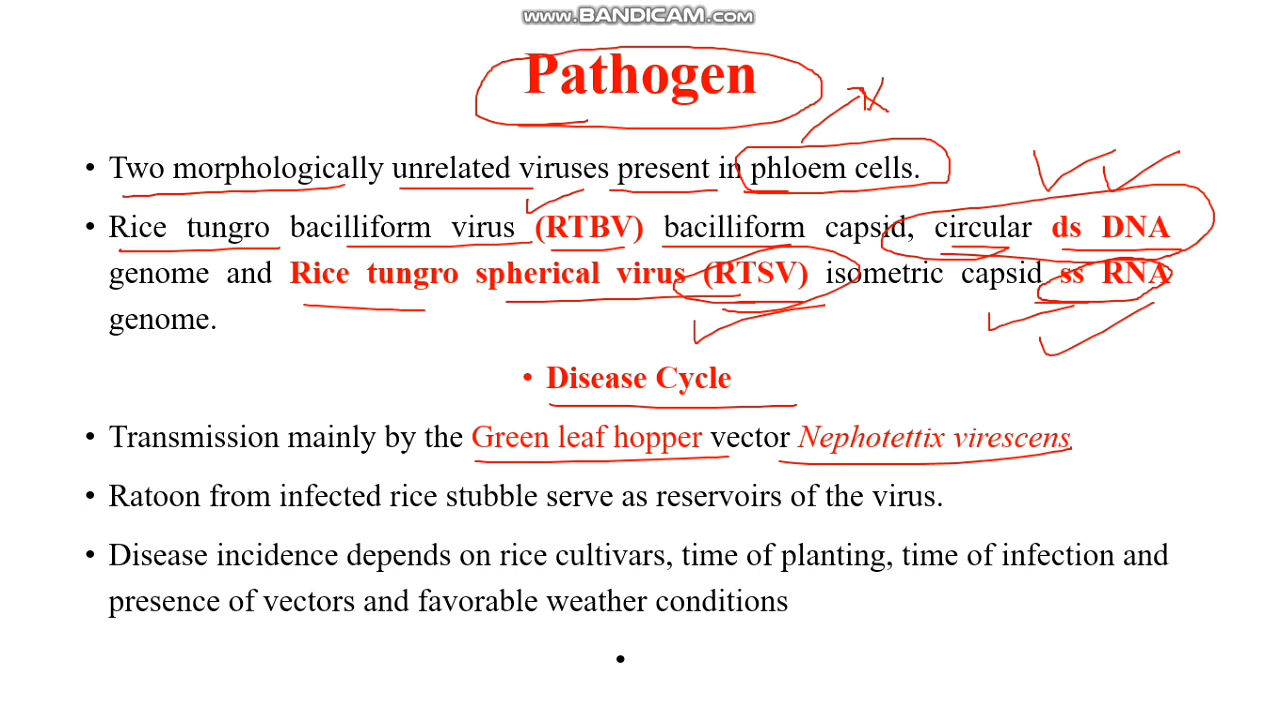 www.BANDICAM.com
Pathogen
• Two morphologically unrelated viruses present in phloem cells.
• Rice tungro bacilliform virus (RTBV) bacilliform capsid, circular ds DNA
genome and Rice tungro spherical virus (RTSV) isometric capsid ss RNA
genome.
• Disease Cycle
• Transmission mainly by the Green leaf hopper vector Nephotettix virescens
• Ratoon from infected rice stubble serve as reservoirs of the virus.
• Disease incidence depends on rice cultivars, time of planting, time of infection and
presence of vectors and favorable weather conditions
•